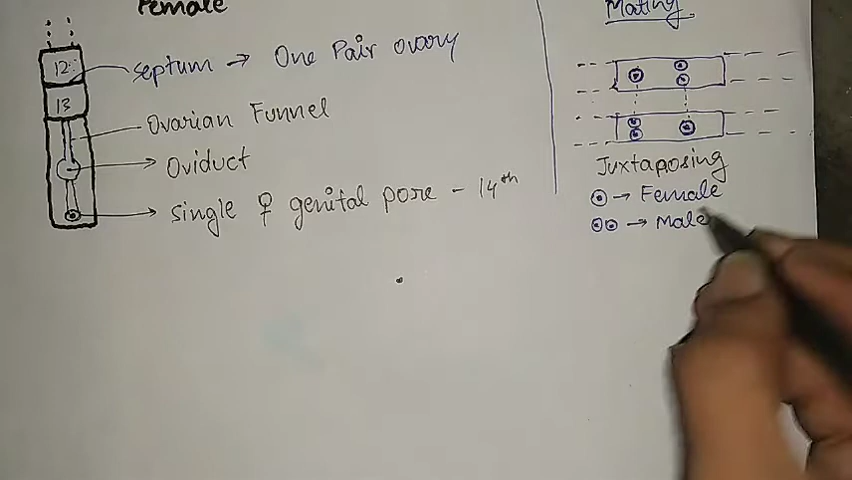 Female
12
septum → One Pair ovary
13
Ovarian Funnel
Oviduct
single ♀ genital pore - 14th
Mating
Juxtaposing
→ Female
→ Male